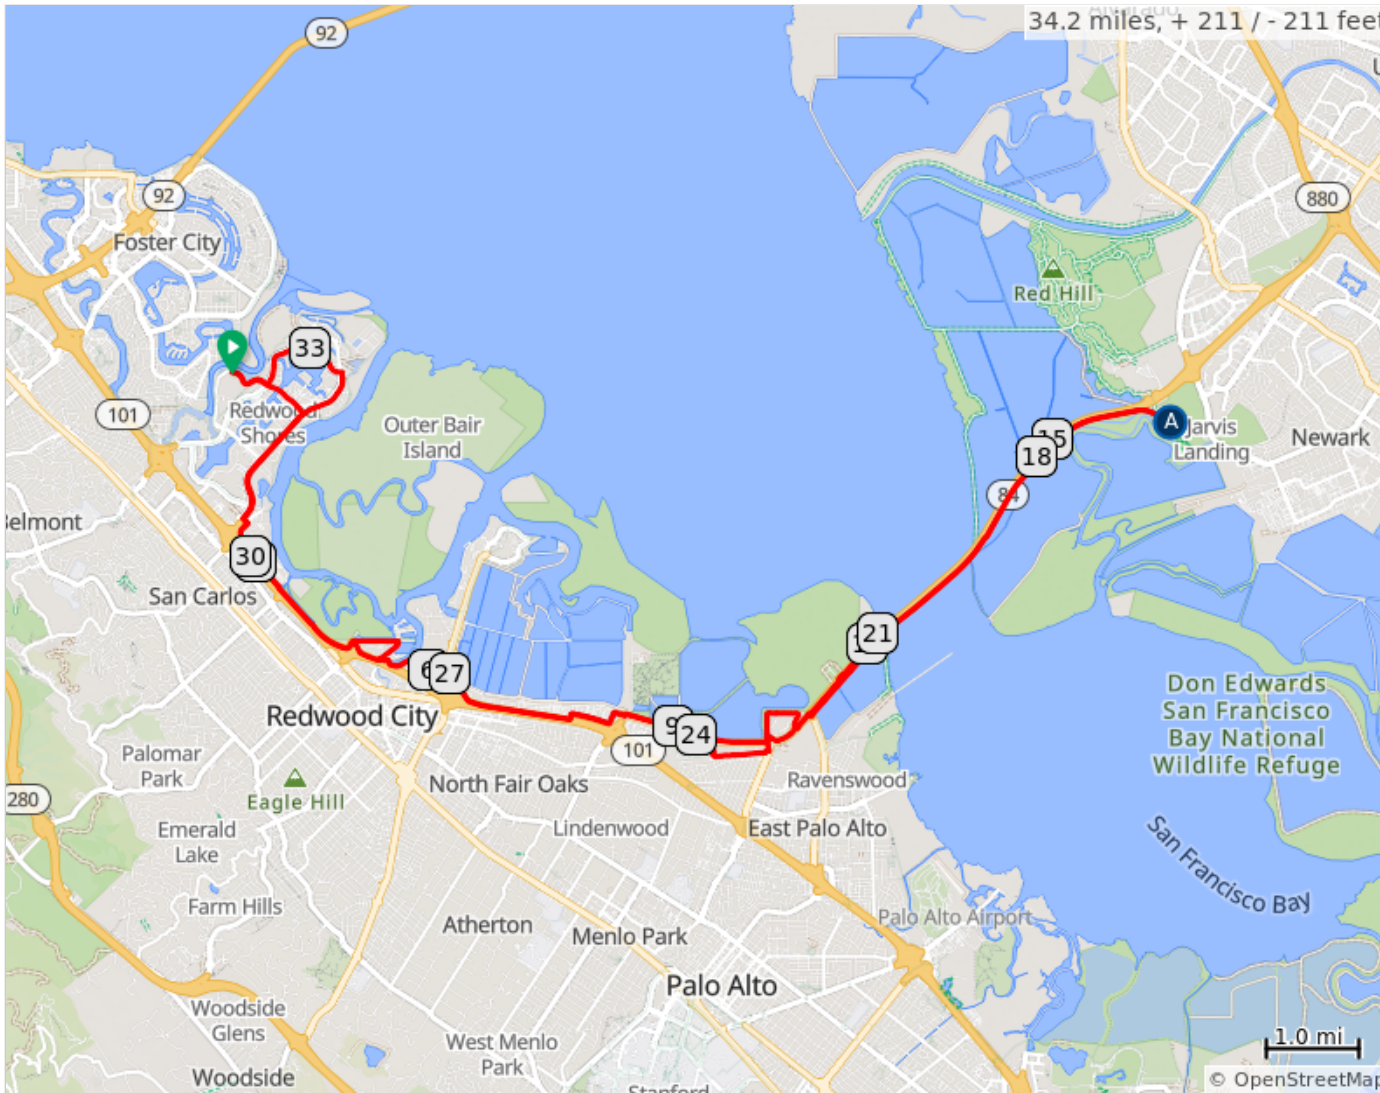 34.2 miles, + 211 / - 211 feet
92
92
Foster City
880
Red Hill
33
101
Redwood
Shores
Outer Bair
Island
A
Jarvis
Landing
Newark
15
18
84
Belmont
30
San Carlos
21
6
27
Redwood City
9
24
101
Don Edwards
San Francisco
Bay National
Wildlife Refuge
Palomar
Park
North Fair Oaks
Ravenswood
280
Eagle Hill
Emerald
Lake
Lindenwood
East Palo Alto
San Francisco Bay
Farm Hills
Atherton
Menlo Park
Palo Alto Airport
Palo Alto
Woodside
Glens
West Menlo
Park
1.0 mi
Woodside
Stanford
© OpenStreetMap